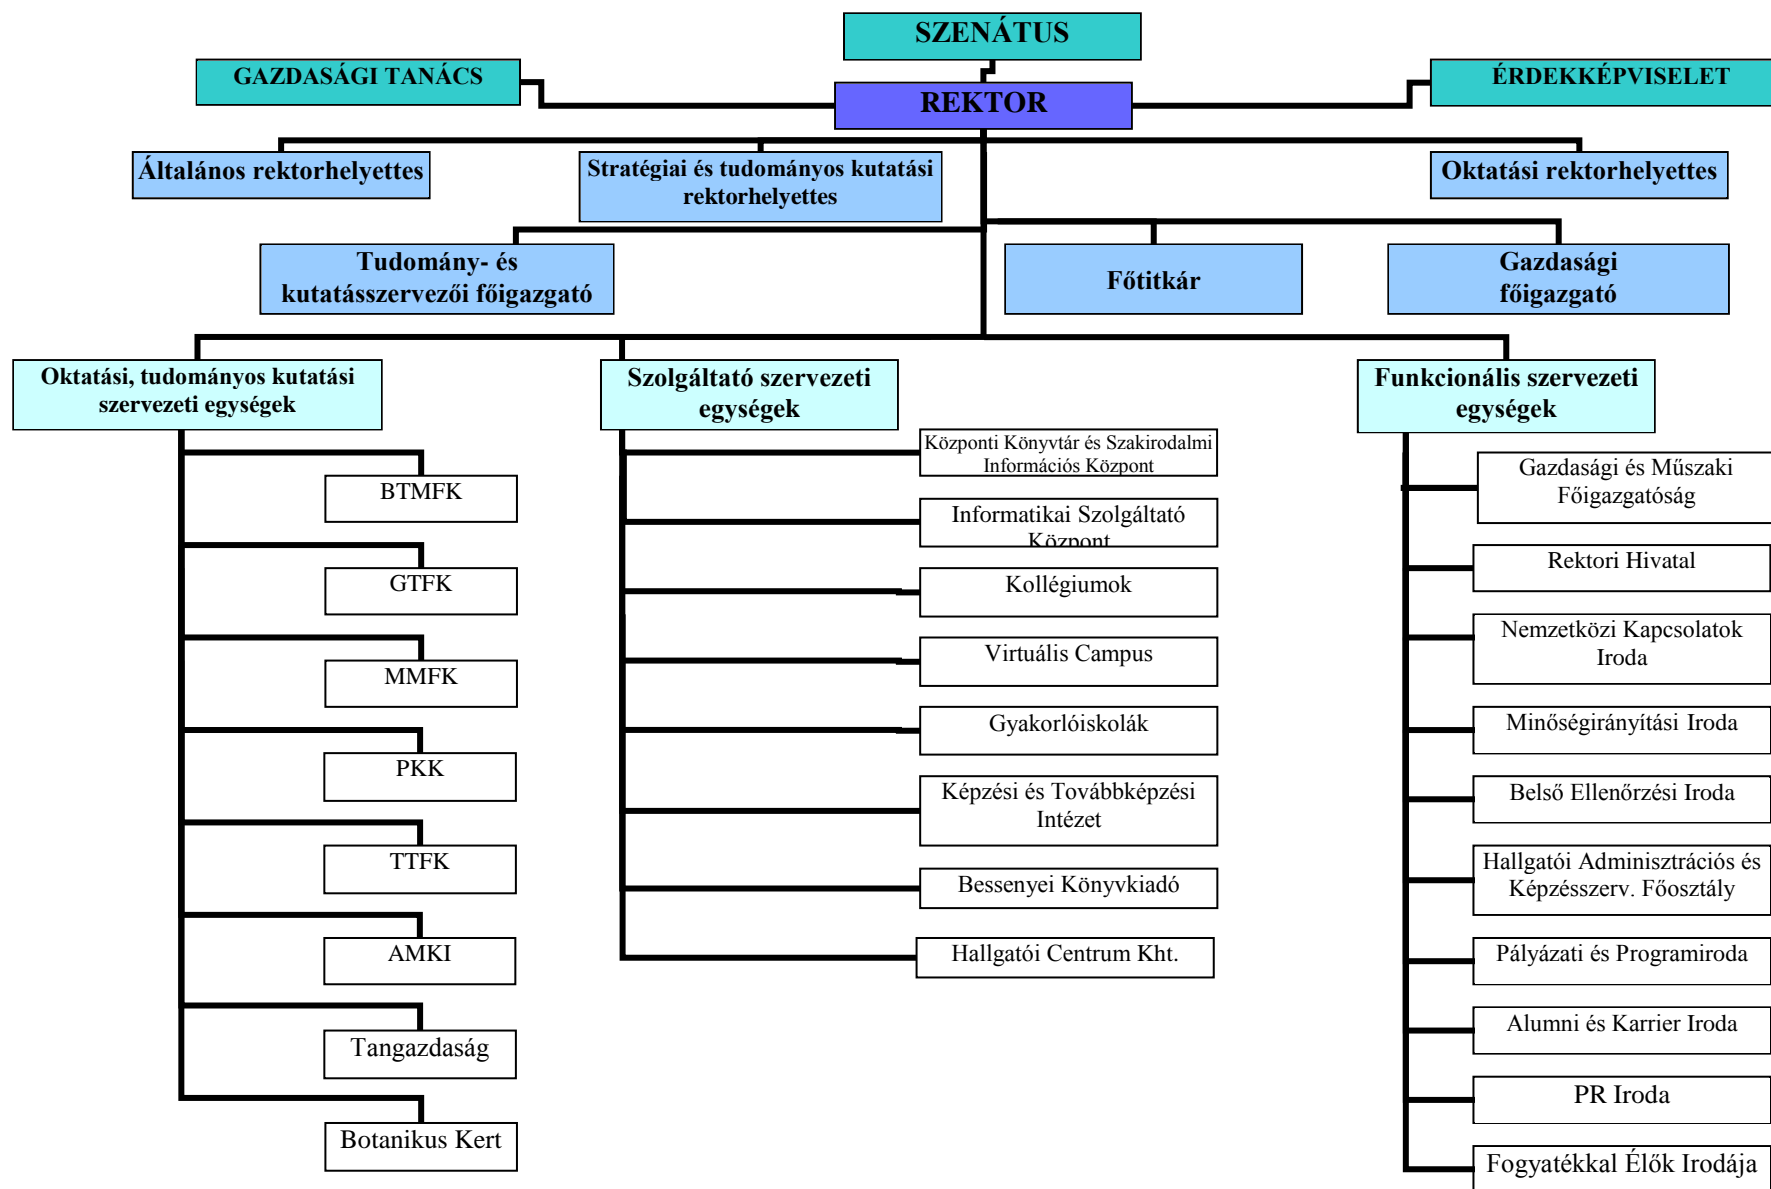 SZENÁTUS
GAZDASÁGI TANÁCS
ÉRDEKKÉPVISELET
REKTOR
Általános rektorhelyettes
Stratégiai és tudományos kutatási
rektorhelyettes
Oktatási rektorhelyettes
Tudomány- és
kutatásszervezői főigazgató
Főtitkár
Gazdasági
főigazgató
Oktatási, tudományos kutatási
szervezeti egységek
Szolgáltató szervezeti
egységek
Funkcionális szervezeti
egységek
BTMFK
GTFK
MMFK
PKK
TTFK
AMKI
Tangazdaság
Botanikus Kert
Központi Könyvtár és Szakirodalmi
Információs Központ
Informatikai Szolgáltató
Központ
Kollégiumok
Virtuális Campus
Gyakorlóiskolák
Képzési és Továbbképzési
Intézet
Bessenyei Könyvkiadó
Hallgatói Centrum Kht.
Gazdasági és Műszaki
Főigazgatóság
Rektori Hivatal
Nemzetközi Kapcsolatok
Iroda
Minőségirányítási Iroda
Belső Ellenőrzési Iroda
Hallgatói Adminisztrációs és
Képzésszerv. Főosztály
Pályázati és Programiroda
Alumni és Karrier Iroda
PR Iroda
Fogyatékkal Élők Irodája